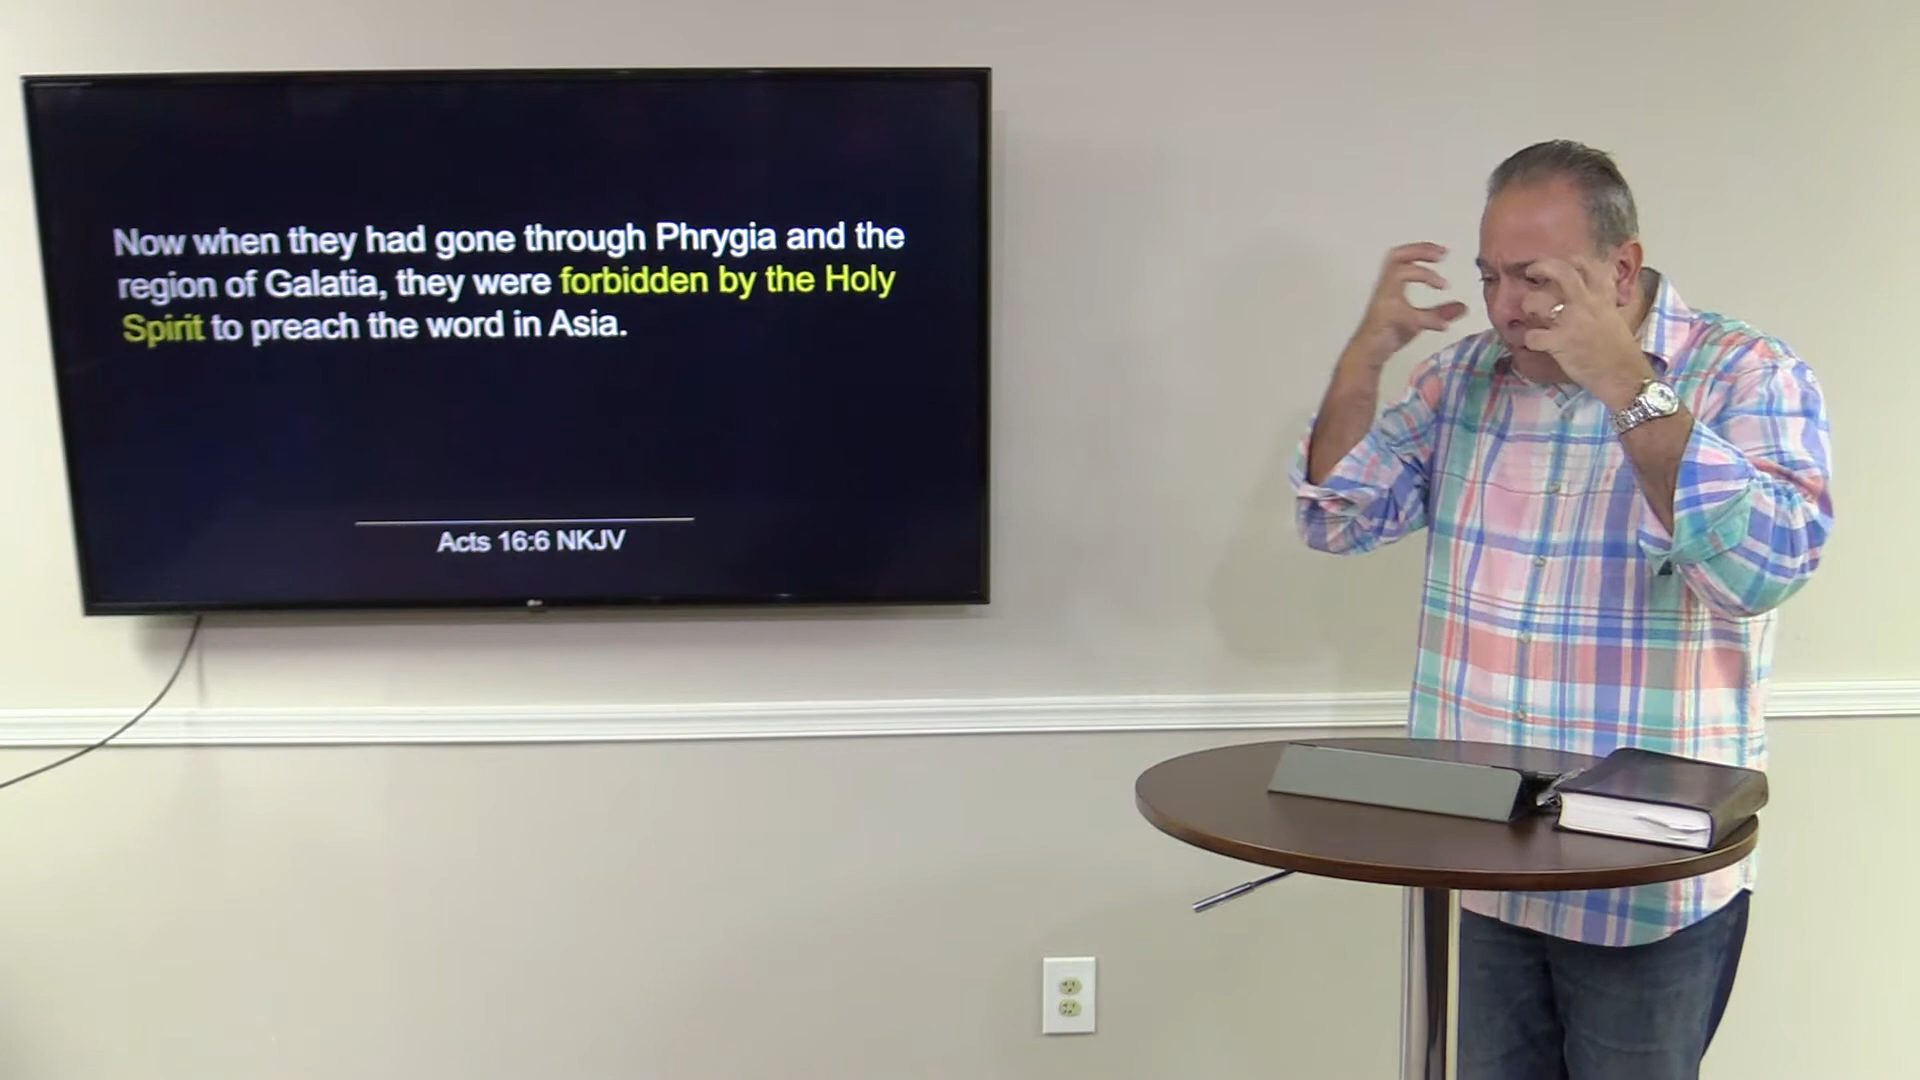 Now when they had gone through Phrygia and the
region of Galatia, they were forbidden by the Holy
Spirit to preach the word in Asia.
Acts 16:6 NKJV